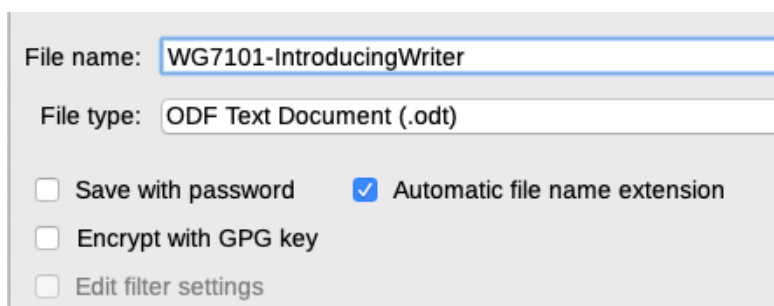 File name: WG7101-IntroducingWriter
File type: ODF Text Document (.odt)
Save with password Automatic file name extension
Encrypt with GPG key
Edit filter settings